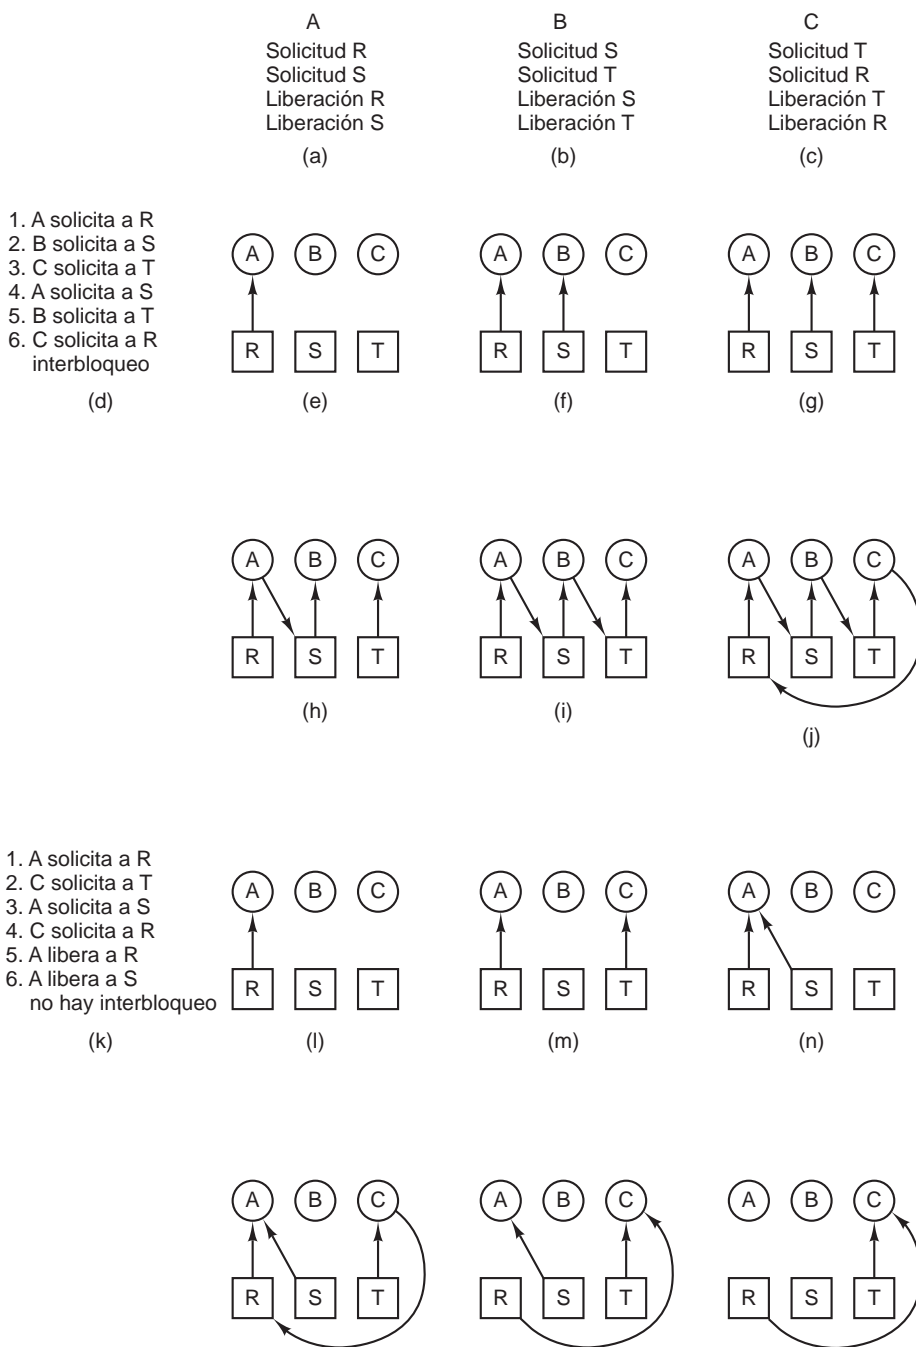 A B C
Solicitud R Solicitud S Solicitud T
Solicitud S Solicitud T Solicitud R
Liberación R Liberación S Liberación T
Liberación S Liberación T Liberación R
(a) (b) (c)
1. A solicita a R
2. B solicita a S
3. C solicita a T
4. A solicita a S
5. B solicita a T
6. C solicita a R
interbloqueo
(d)
A B C A B C A B C
R S T R S T R S T
(e) (f) (g)
A B C A B C A B C
R S T R S T R S T
(h) (i) (j)
1. A solicita a R
2. C solicita a T
3. A solicita a S
4. C solicita a R
5. A libera a R
6. A libera a S
no hay interbloqueo
(k)
A B C A B C A B C
R S T R S T R S T
(l) (m) (n)
A B C A B C A B C
R S T R S T R S T